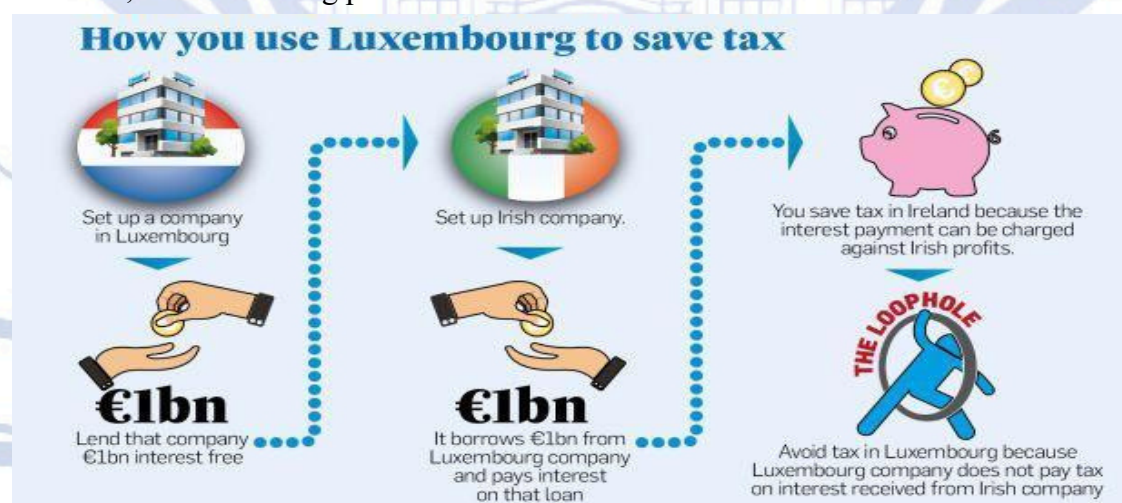 How you use Luxembourg to save tax
Set up a company
in Luxembourg
€1bn
Lend that company
€1bn interest free
Set up Irish company.
€1bn
It borrows €1bn from
Luxembourg company
and pays interest
on that loan
You save tax in Ireland because the
interest payment can be charged
against Irish profits.
THE LOOPHOLE
Avoid tax in Luxembourg because
Luxembourg company does not pay tax
on interest received from Irish company